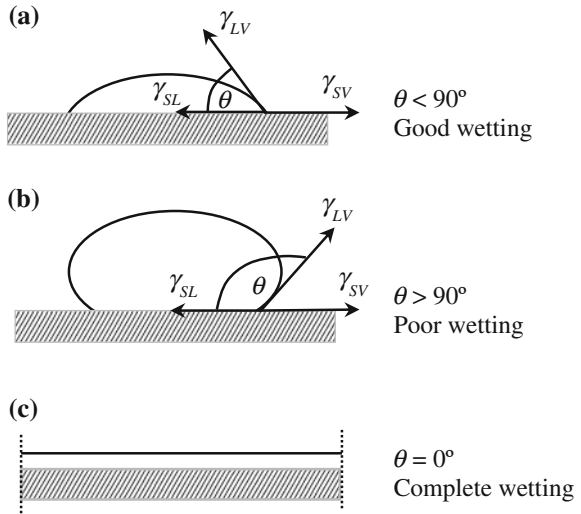 (a)
γLV
γSL
θ
γSV
θ < 90º
Good wetting
(b)
γLV
γSL
θ
γSV
θ > 90º
Poor wetting
(c)
θ = 0º
Complete wetting